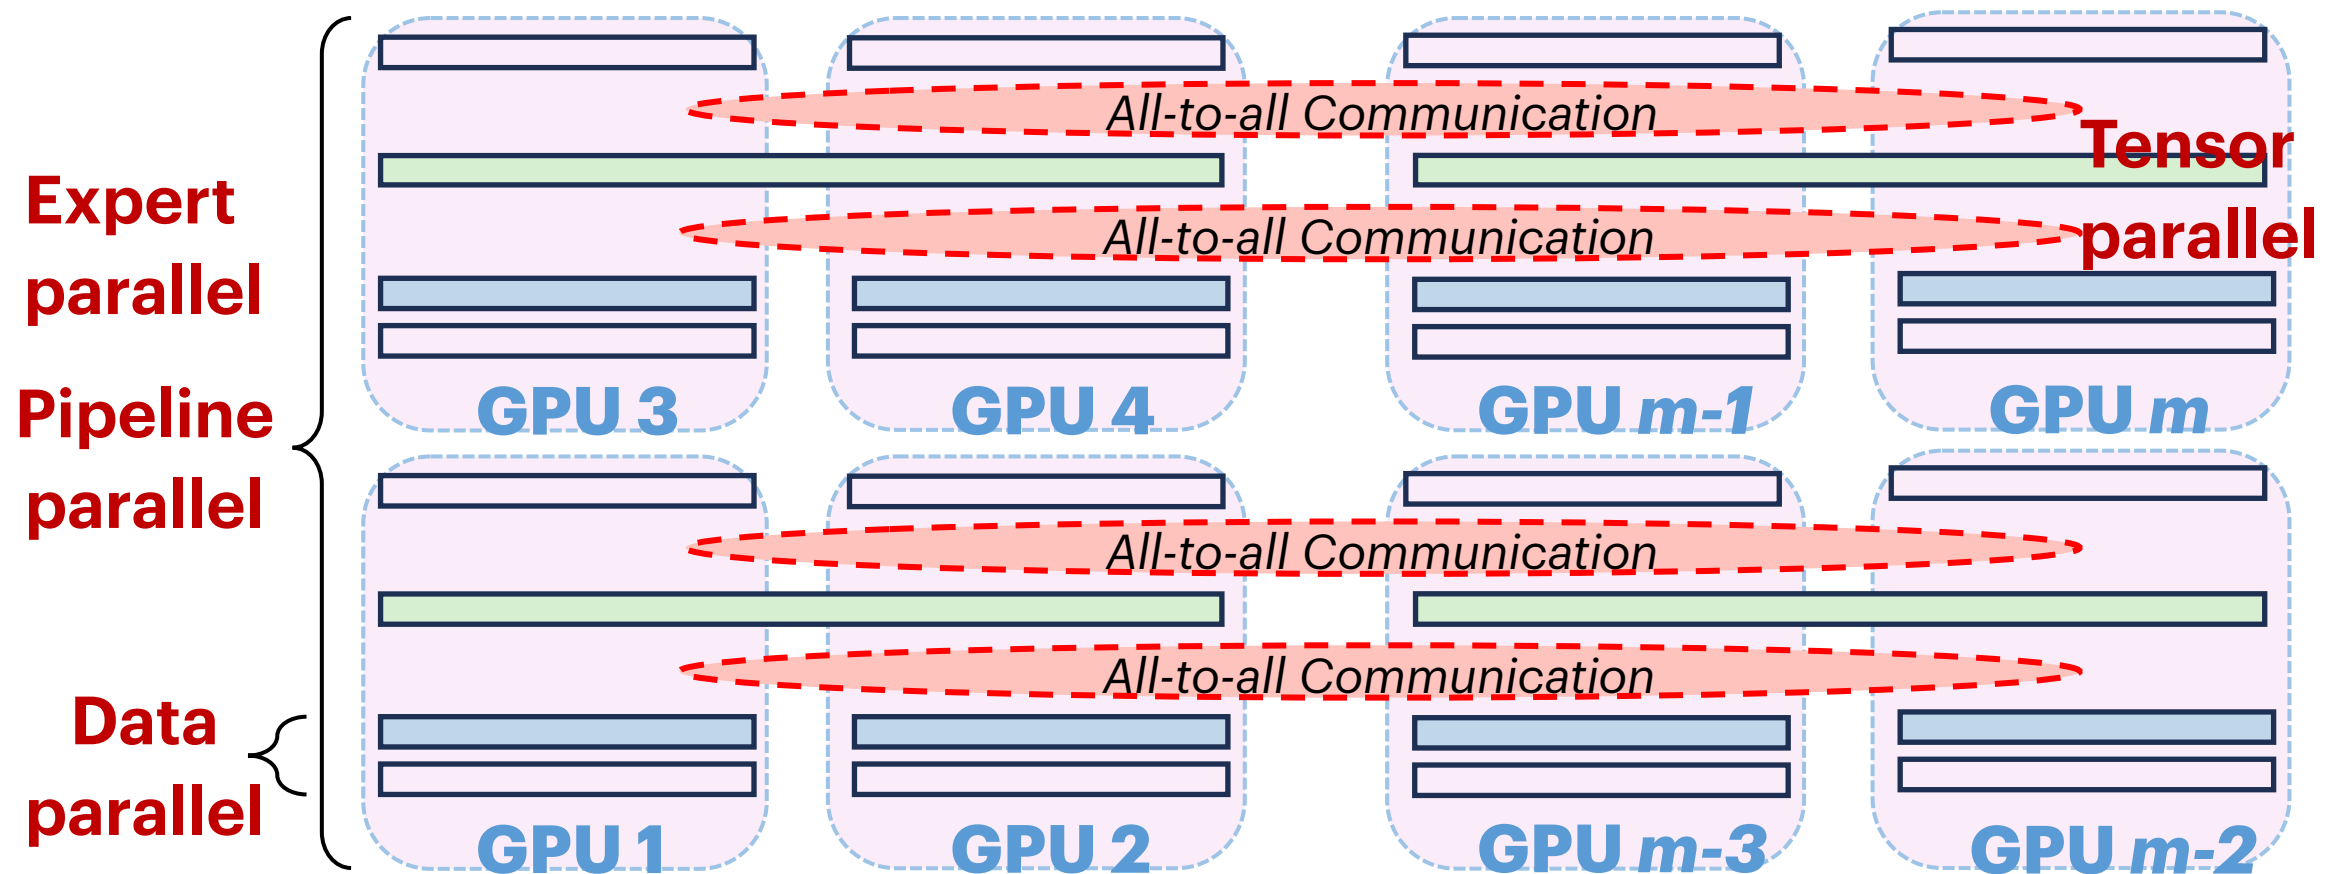 All-to-all Communication
Tensor
parallel
All-to-all Communication
Expert
parallel
GPU 3
GPU 4
GPU m-1
GPU m
Pipeline
parallel
All-to-all Communication
All-to-all Communication
Data
parallel
GPU 1
GPU 2
GPU m-3
GPU m-2